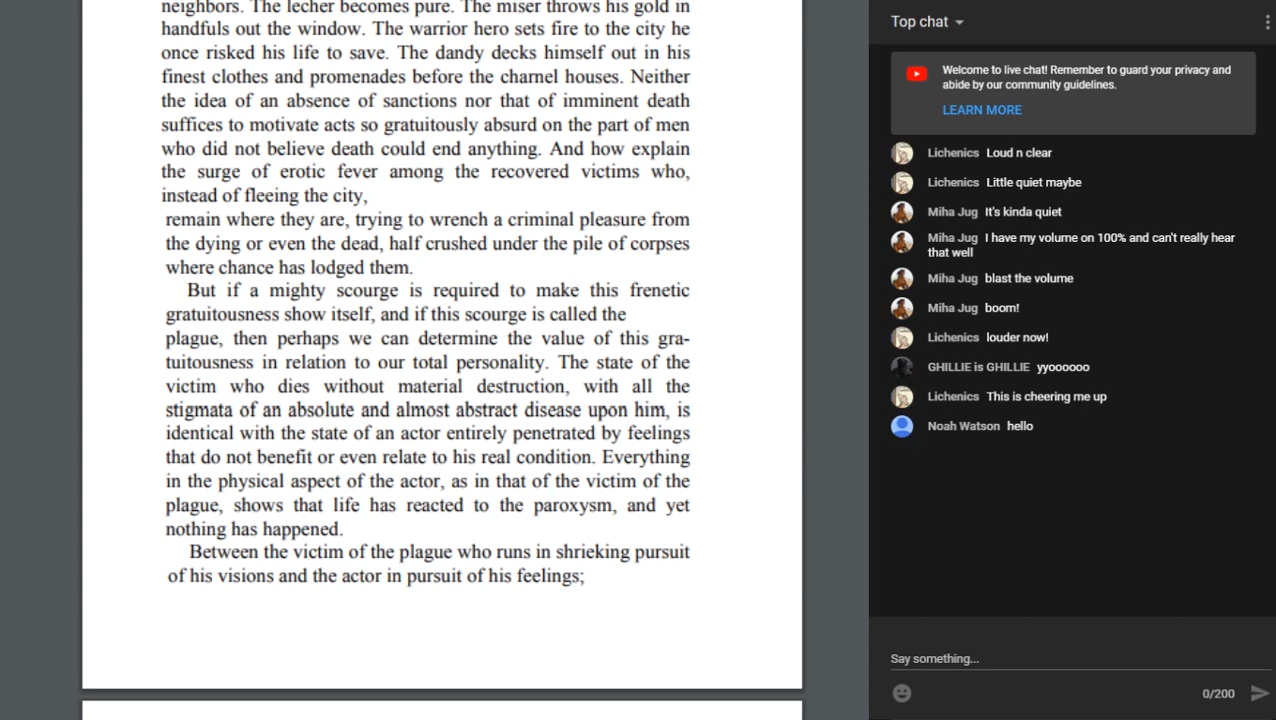 neighbors. The lecher becomes pure. The miser throws his gold in
handfuls out the window. The warrior hero sets fire to the city he
once risked his life to save. The dandy decks himself out in his
finest clothes and promenades before the charnel houses. Neither
the idea of an absence of sanctions nor that of imminent death
suffices to motivate acts so gratuitously absurd on the part of men
who did not believe death could end anything. And how explain
the surge of erotic fever among the recovered victims who,
instead of fleeing the city,
remain where they are, trying to wrench a criminal pleasure from
the dying or even the dead, half crushed under the pile of corpses
where chance has lodged them.
But if a mighty scourge is required to make this frenetic
gratuitousness show itself, and if this scourge is called the
plague, then perhaps we can determine the value of this gra-
tuitousness in relation to our total personality. The state of the
victim who dies without material destruction, with all the
stigmata of an absolute and almost abstract disease upon him, is
identical with the state of an actor entirely penetrated by feelings
that do not benefit or even relate to his real condition. Everything
in the physical aspect of the actor, as in that of the victim of the
plague, shows that life has reacted to the paroxysm, and yet
nothing has happened.
Between the victim of the plague who runs in shrieking pursuit
of his visions and the actor in pursuit of his feelings;
Top chat
Welcome to live chat! Remember to guard your privacy and
abide by our community guidelines.
LEARN MORE
Lichenics Loud n clear
Lichenics Little quiet maybe
Miha Jug It's kinda quiet
Miha Jug I have my volume on 100% and can't really hear
that well
Miha Jug blast the volume
Miha Jug boom!
Lichenics louder now!
GHILLIE is GHILLIE yyoooooo
Lichenics This is cheering me up
Noah Watson hello
Say something...
0/200